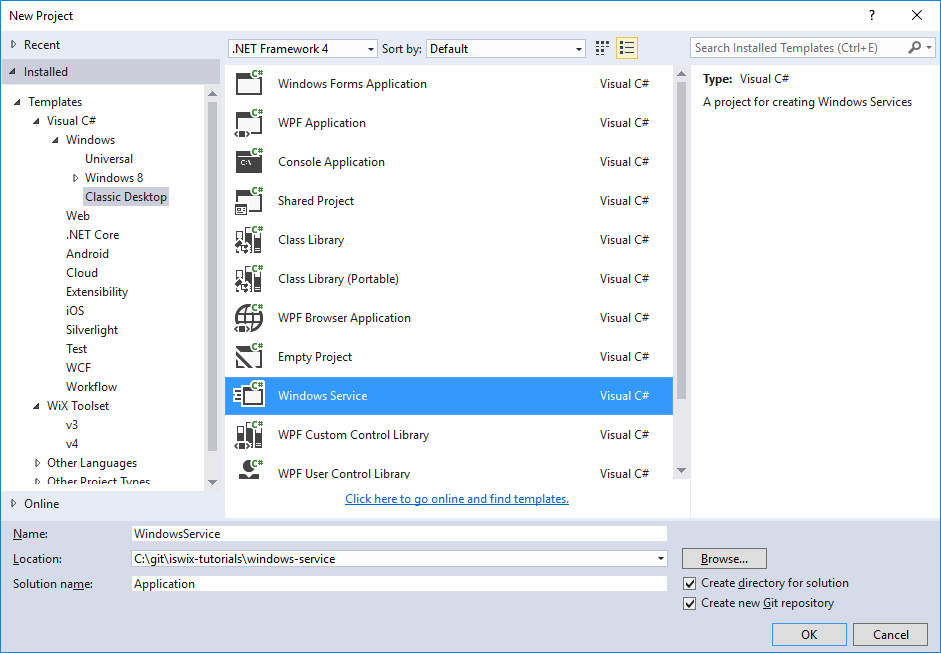 New Project
?
Recent
.NET Framework 4
Sort by:
Default
Search Installed Templates (Ctrl+E)
Installed
Templates
Visual C#
Windows
Universal
Windows 8
Classic Desktop
Web
.NET Core
Android
Cloud
Extensibility
iOS
Silverlight
Test
WCF
Workflow
WiX Toolset
v3
v4
Other Languages
Other Project Types
Online
Windows Forms Application Visual C#
WPF Application Visual C#
Console Application Visual C#
Shared Project Visual C#
Class Library Visual C#
Class Library (Portable) Visual C#
WPF Browser Application Visual C#
Empty Project Visual C#
Windows Service Visual C#
WPF Custom Control Library Visual C#
WPF User Control Library Visual C#
Click here to go online and find templates.
Type: Visual C#
A project for creating Windows Services
Name: WindowsService
Location: C:\git\iswix-tutorials\windows-service
Browse...
Solution name: Application
Create directory for solution
Create new Git repository
OK
Cancel